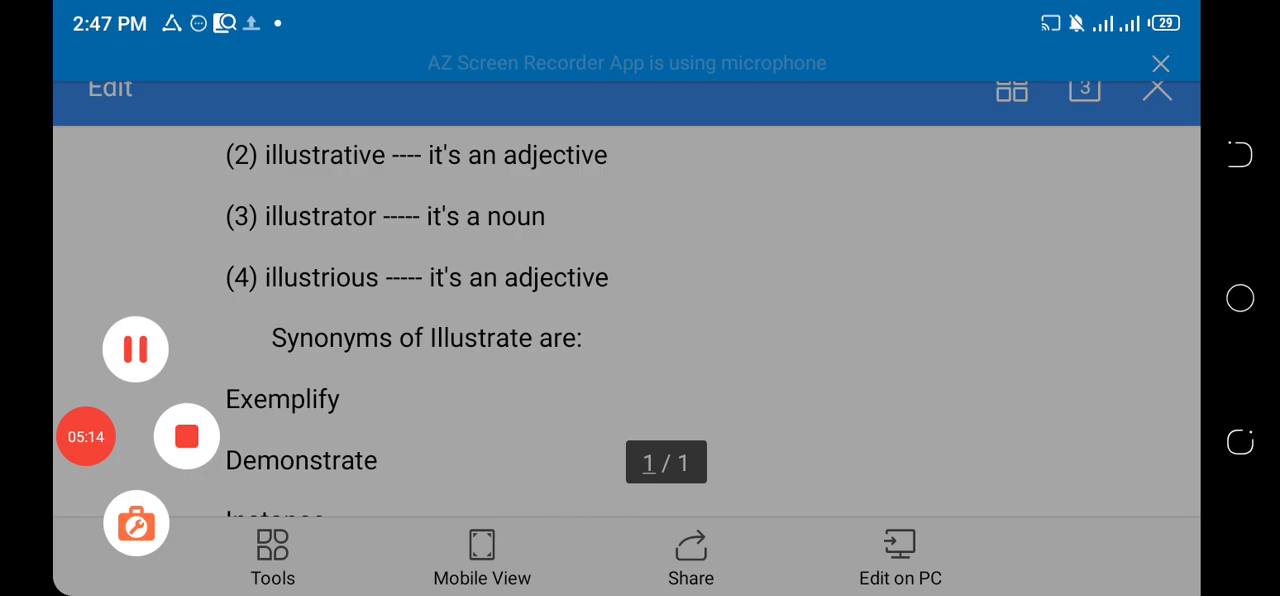 2:47 PM
29
AZ Screen Recorder App is using microphone
Edit
3
(2) illustrative ---- it's an adjective
(3) illustrator ----- it's a noun
(4) illustrious ----- it's an adjective
Synonyms of Illustrate are:
Exemplify
05:14
Demonstrate
1 / 1
Tools
Mobile View
Share
Edit on PC